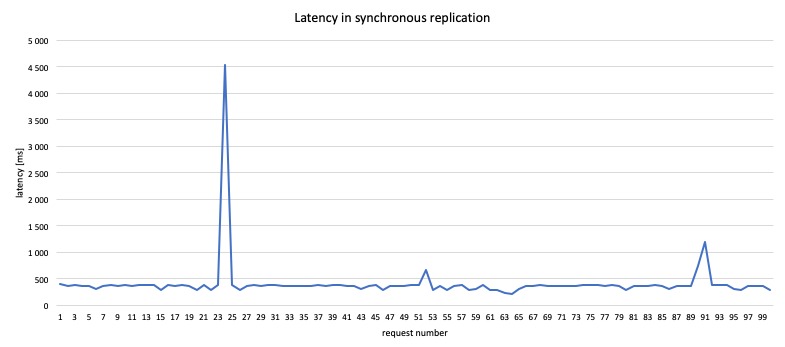 Latency in synchronous replication
5 000
4 500
4 000
3 500
3 000
2 500
2 000
1 500
1 000
500
0
latency [ms]
1 3 5 7 9 11 13 15 17 19 21 23 25 27 29 31 33 35 37 39 41 43 45 47 49 51 53 55 57 59 61 63 65 67 69 71 73 75 77 79 81 83 85 87 89 91 93 95 97 99
request number